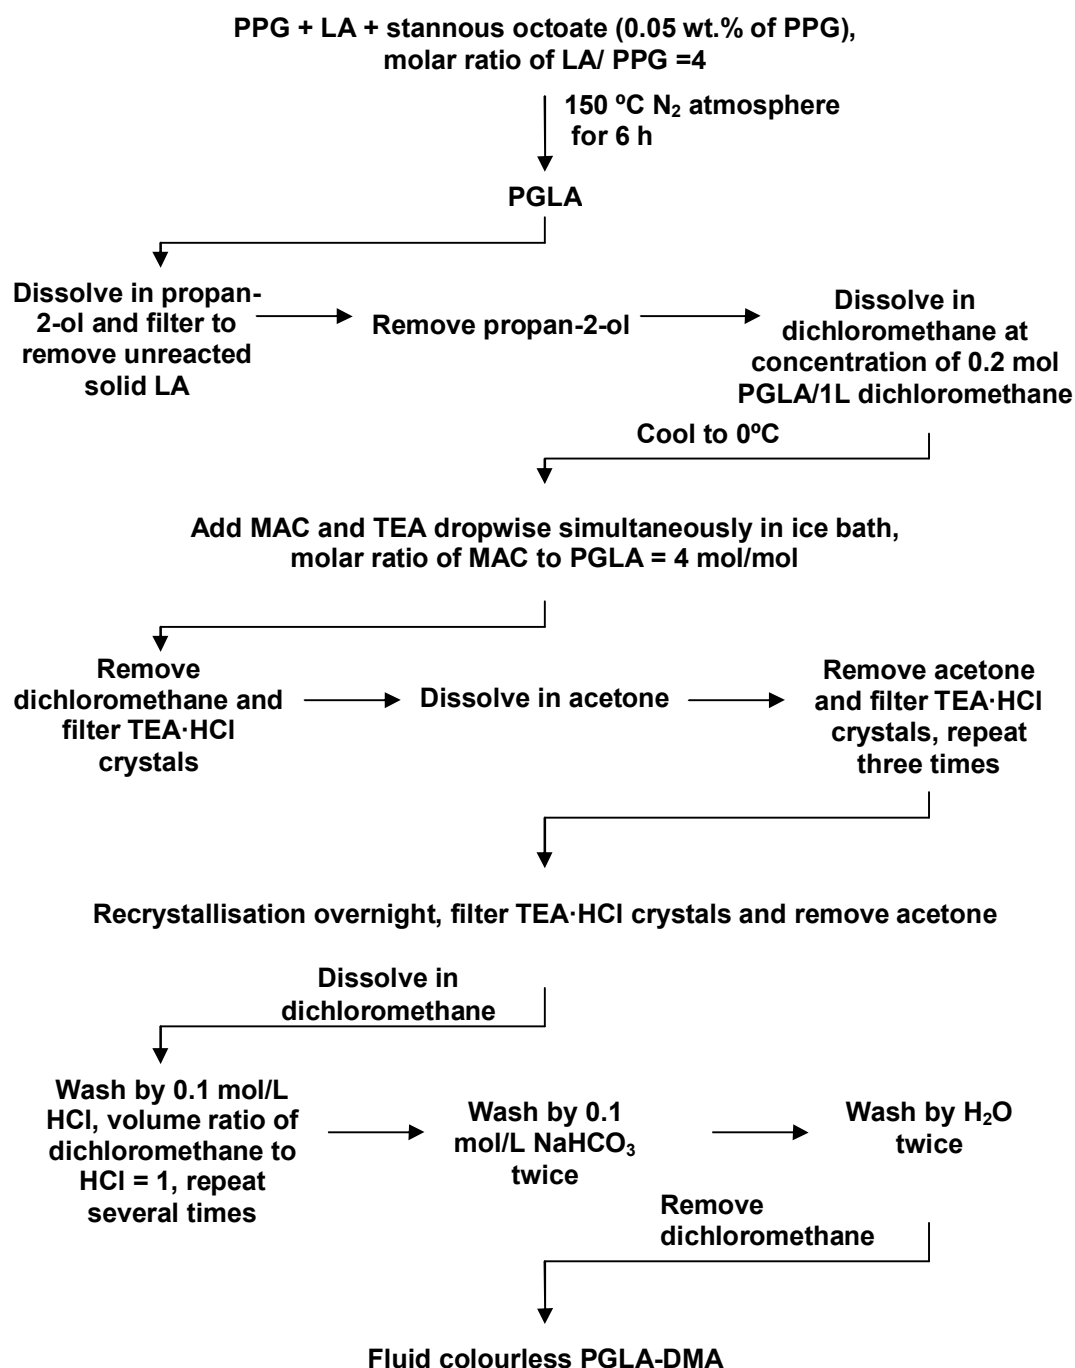 PPG + LA + stannous octoate (0.05 wt.% of PPG),
molar ratio of LA/ PPG =4
150 ºC N₂ atmosphere
for 6 h
PGLA
Dissolve in propan-
2-ol and filter to
remove unreacted
solid LA
Remove propan-2-ol
Dissolve in
dichloromethane at
concentration of 0.2 mol
PGLA/1L dichloromethane
Cool to 0ºC
Add MAC and TEA dropwise simultaneously in ice bath,
molar ratio of MAC to PGLA = 4 mol/mol
Remove
dichloromethane and
filter TEA·HCl
crystals
Dissolve in acetone
Remove acetone
and filter TEA·HCl
crystals, repeat
three times
Recrystallisation overnight, filter TEA·HCl crystals and remove acetone
Dissolve in
dichloromethane
Wash by 0.1 mol/L
HCl, volume ratio of
dichloromethane to
HCl = 1, repeat
several times
Wash by 0.1
mol/L NaHCO₃
twice
Wash by H₂O
twice
Remove
dichloromethane
Fluid colourless PGLA-DMA